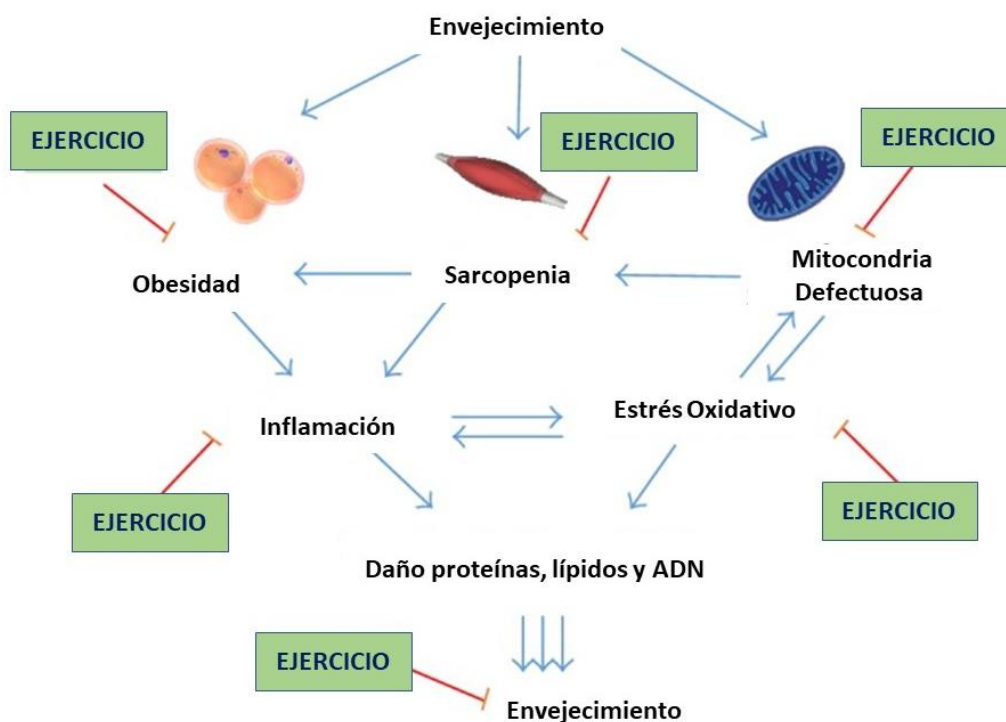 Envejecimiento
EJERCICIO
EJERCICIO
EJERCICIO
Obesidad
Sarcopenia
Mitocondria
Defectuosa
Inflamación
Estrés Oxidativo
EJERCICIO
EJERCICIO
Daño proteínas, lípidos y ADN
EJERCICIO
Envejecimiento